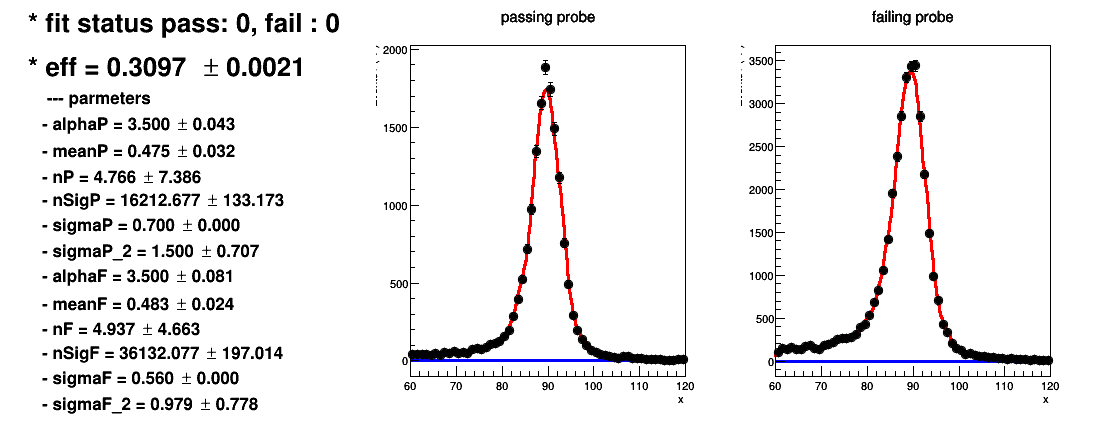 * fit status pass: 0, fail : 0
* eff = 0.3097 ± 0.0021
--- parmeters
- alphaP = 3.500 ± 0.043
- meanP = 0.475 ± 0.032
- nP = 4.766 ± 7.386
- nSigP = 16212.677 ± 133.173
- sigmaP = 0.700 ± 0.000
- sigmaP_2 = 1.500 ± 0.707
- alphaF = 3.500 ± 0.081
- meanF = 0.483 ± 0.024
- nF = 4.937 ± 4.663
- nSigF = 36132.077 ± 197.014
- sigmaF = 0.560 ± 0.000
- sigmaF_2 = 0.979 ± 0.778
passing probe
2000
1500
1000
500
0
60 70 80 90 100 110 120
x
failing probe
3500
3000
2500
2000
1500
1000
500
0
60 70 80 90 100 110 120
x